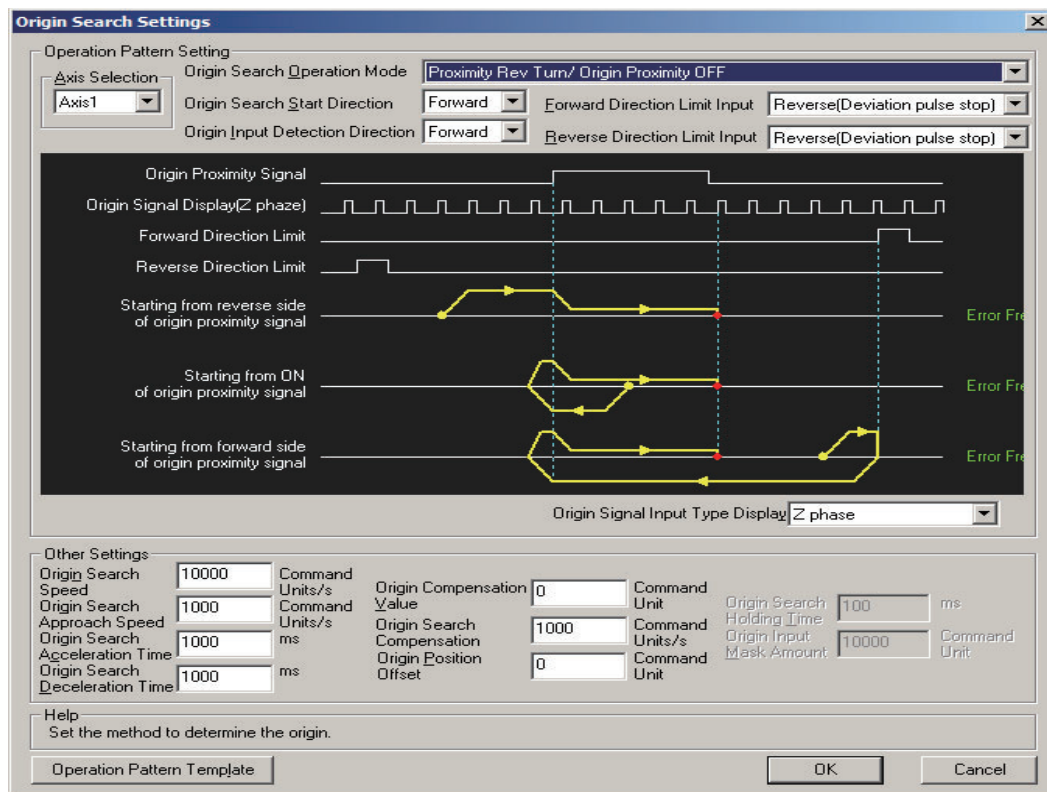 Origin Search Settings
Operation Pattern Setting
Axis Selection
Axis1
Origin Search Operation Mode
Proximity Rev Turn/ Origin Proximity OFF
Origin Search Start Direction
Forward
Forward Direction Limit Input
Reverse(Deviation pulse stop)
Origin Input Detection Direction
Forward
Reverse Direction Limit Input
Reverse(Deviation pulse stop)
Origin Proximity Signal
Origin Signal Display(Z phaze)
Forward Direction Limit
Reverse Direction Limit
Starting from reverse side
of origin proximity signal
Error Fre
Starting from ON
of origin proximity signal
Error Fre
Starting from forward side
of origin proximity signal
Error Fre
Origin Signal Input Type Display
Z phase
Other Settings
Origin Search
Speed
10000
Command
Units/s
Origin Search
Approach Speed
1000
Command
Units/s
Origin Search
Acceleration Time
1000
ms
Origin Search
Deceleration Time
1000
ms
Origin Compensation
Value
0
Command
Unit
Origin Search
Compensation
1000
Command
Units/s
Origin Position
Offset
0
Command
Unit
Origin Search
Holding Time
100
ms
Origin Input
Mask Amount
10000
Command
Unit
Help
Set the method to determine the origin.
Operation Pattern Template
OK
Cancel